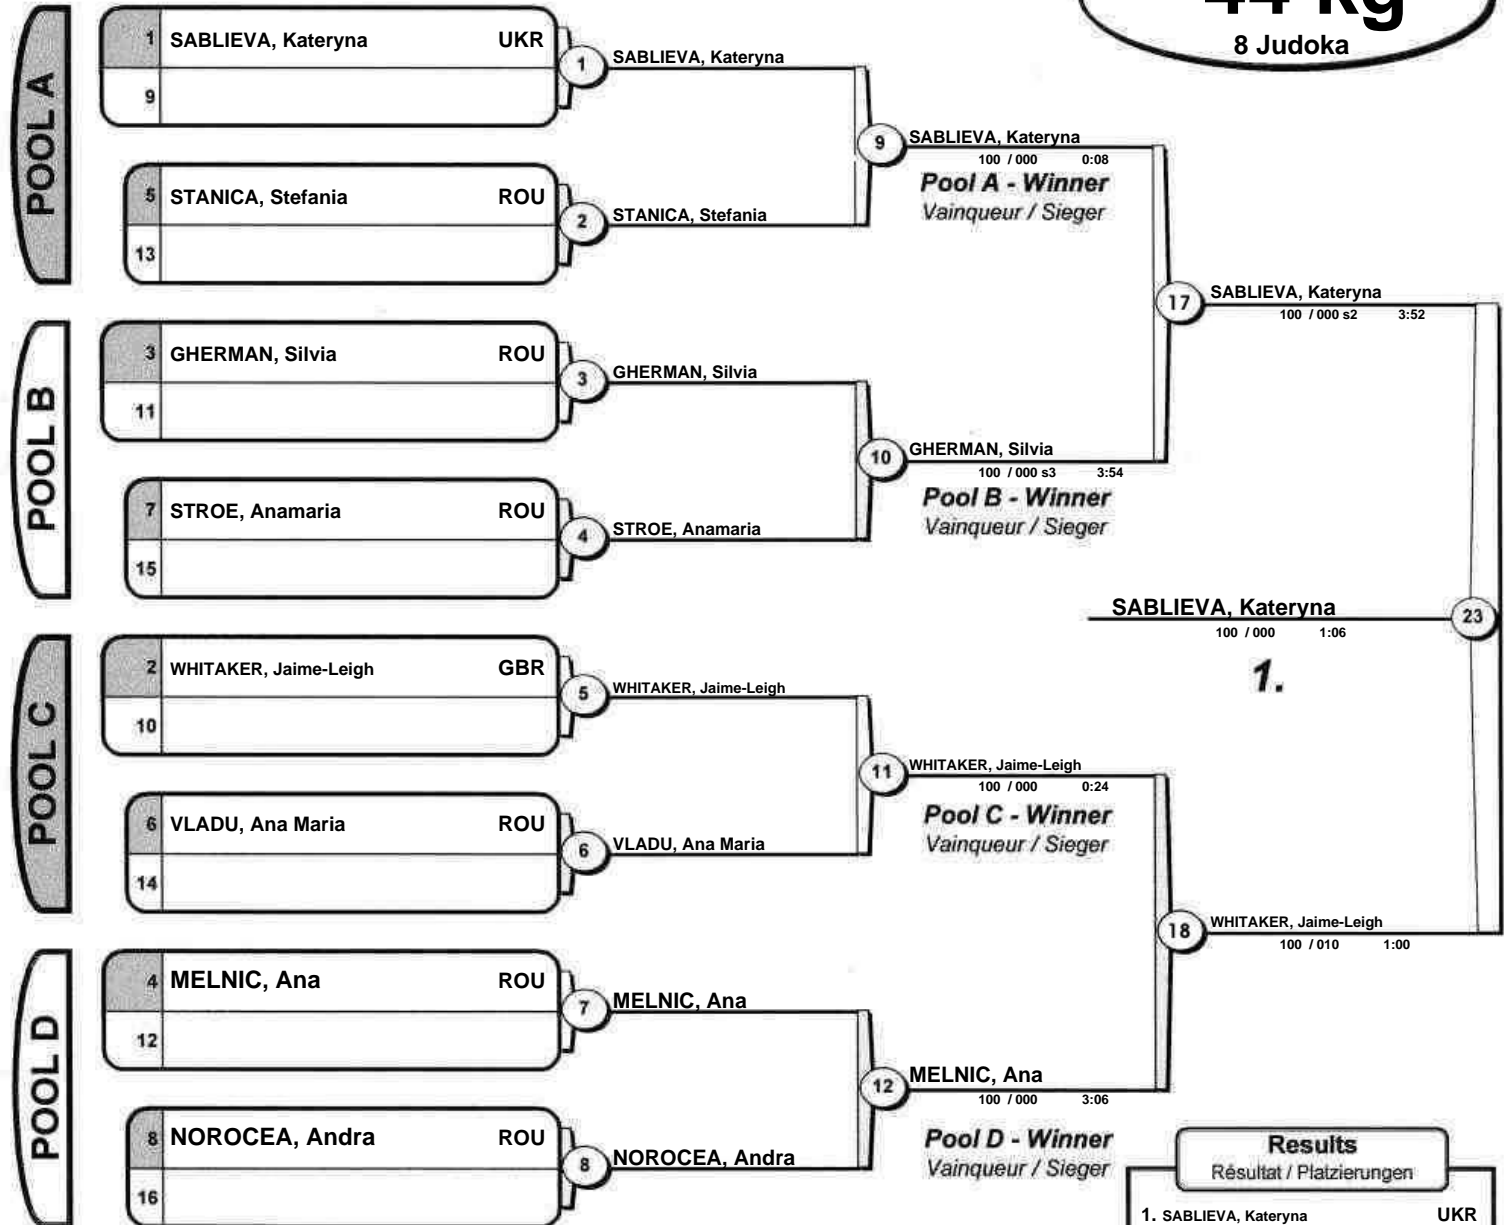 44 kg
8 Judoka
POOL A
1 SABLIEVA, Kateryna UKR
9
1 SABLIEVA, Kateryna
5 STANICA, Stefania ROU
13
2 STANICA, Stefania
9 SABLIEVA, Kateryna
100 / 000 0:08
Pool A - Winner
Vainqueur / Sieger
POOL B
3 GHERMAN, Silvia ROU
11
3 GHERMAN, Silvia
7 STROE, Anamaria ROU
15
4 STROE, Anamaria
10 GHERMAN, Silvia
100 / 000 s3 3:54
Pool B - Winner
Vainqueur / Sieger
17 SABLIEVA, Kateryna
100 / 000 s2 3:52
SABLIEVA, Kateryna 23
100 / 000 1:06
1.
POOL C
2 WHITAKER, Jaime-Leigh GBR
10
5 WHITAKER, Jaime-Leigh
6 VLADU, Ana Maria ROU
14
6 VLADU, Ana Maria
11 WHITAKER, Jaime-Leigh
100 / 000 0:24
Pool C - Winner
Vainqueur / Sieger
POOL D
4 MELNIC, Ana ROU
12
7 MELNIC, Ana
8 NOROCEA, Andra ROU
16
8 NOROCEA, Andra
12 MELNIC, Ana
100 / 000 3:06
Pool D - Winner
Vainqueur / Sieger
18 WHITAKER, Jaime-Leigh
100 / 010 1:00
Results
Résultat / Platzierungen
1. SABLIEVA, Kateryna UKR